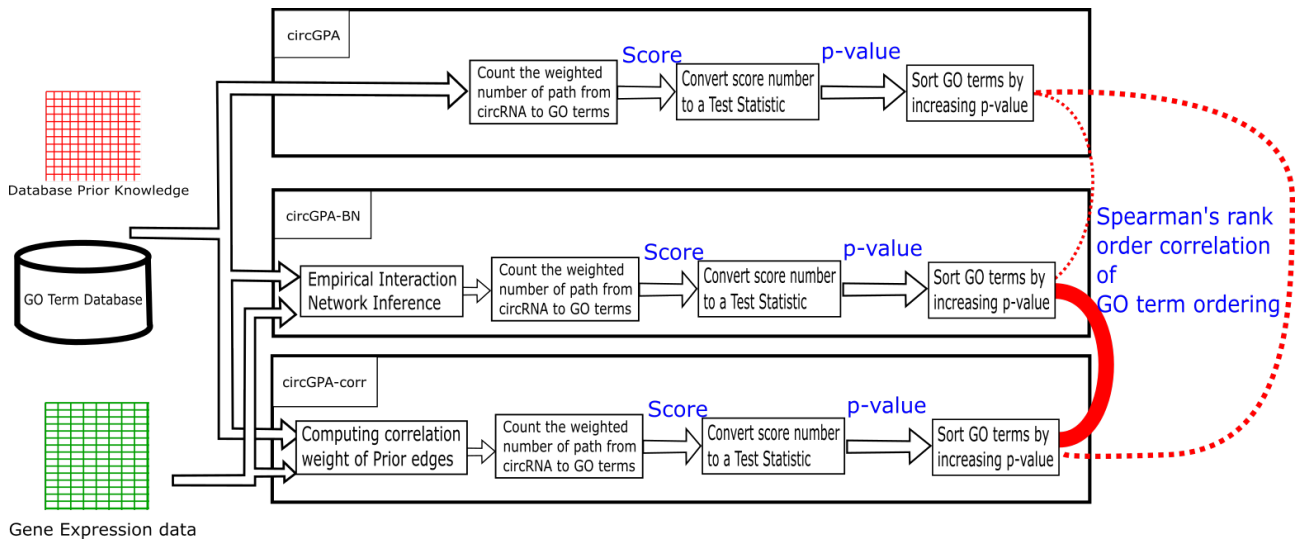 circGPA
Score
p-value
Count the weighted
number of path from
circRNA to GO terms
Convert score number
to a Test Statistic
Sort GO terms by
increasing p-value
Database Prior Knowledge
GO Term Database
Gene Expression data
circGPA-BN
Score
p-value
Empirical Interaction
Network Inference
Count the weighted
number of path from
circRNA to GO terms
Convert score number
to a Test Statistic
Sort GO terms by
increasing p-value
Spearman's rank
order correlation
of
GO term ordering
circGPA-corr
Score
p-value
Computing correlation
weight of Prior edges
Count the weighted
number of path from
circRNA to GO terms
Convert score number
to a Test Statistic
Sort GO terms by
increasing p-value